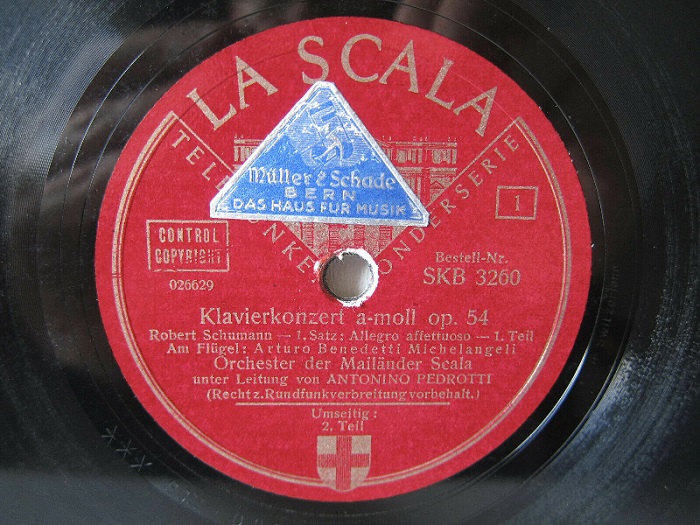 LA SCALA
TELEFUNKEN SONDERSERIE
Müller & Schade
BERN
DAS HAUS FÜR MUSIK
1
CONTROL
COPYRIGHT
026629
Bestell-Nr.
SKB 3260
Klavierkonzert a-moll op. 54
Robert Schumann — 1. Satz: Allegro affettuoso — 1. Teil
Am Flügel: Arturo Benedetti Michelangeli
Orchester der Mailänder Scala
unter Leitung von ANTONINO PEDROTTI
(Recht z. Rundfunkverbreitung vorbehalt.)
Umseitig:
2. Teil